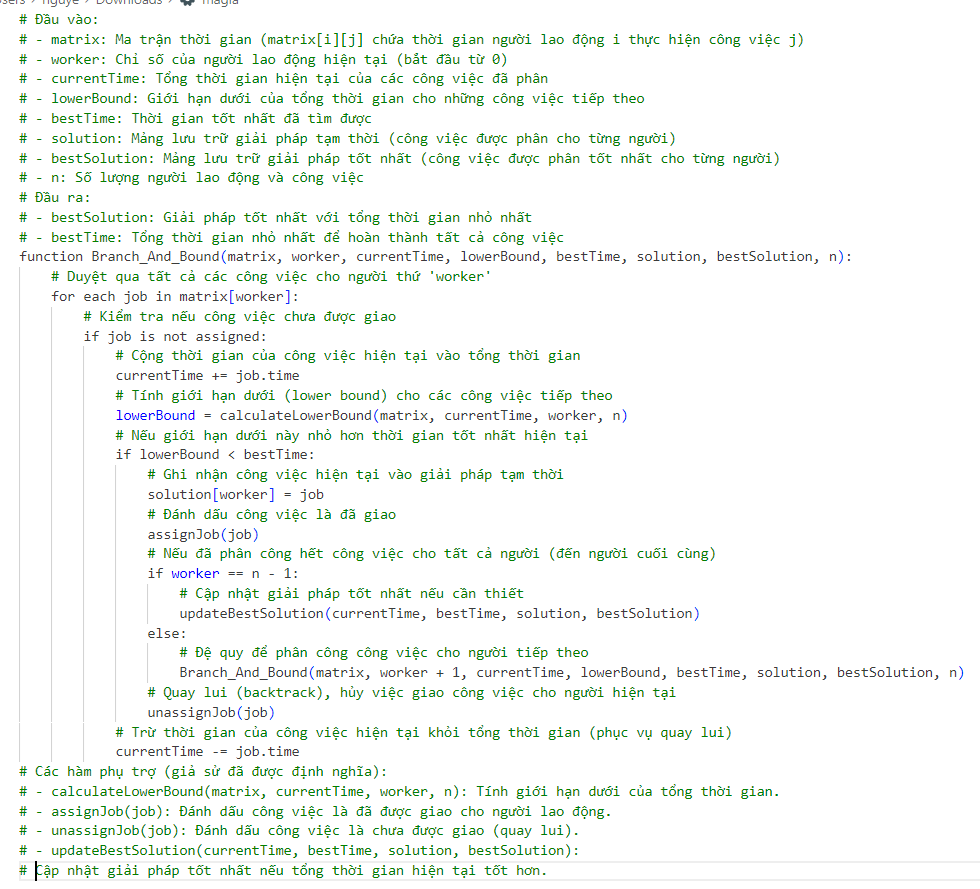 # Đầu vào:
# - matrix: Ma trận thời gian (matrix[i][j] chứa thời gian người lao động i thực hiện công việc j)
# - worker: Chỉ số của người lao động hiện tại (bắt đầu từ 0)
# - currentTime: Tổng thời gian hiện tại của các công việc đã phân
# - lowerBound: Giới hạn dưới của tổng thời gian cho những công việc tiếp theo
# - bestTime: Thời gian tốt nhất đã tìm được
# - solution: Mảng lưu trữ giải pháp tạm thời (công việc được phân cho từng người)
# - bestSolution: Mảng lưu trữ giải pháp tốt nhất (công việc được phân tốt nhất cho từng người)
# - n: Số lượng người lao động và công việc
# Đầu ra:
# - bestSolution: Giải pháp tốt nhất với tổng thời gian nhỏ nhất
# - bestTime: Tổng thời gian nhỏ nhất để hoàn thành tất cả công việc
function Branch_And_Bound(matrix, worker, currentTime, lowerBound, bestTime, solution, bestSolution, n):
    # Duyệt qua tất cả các công việc cho người thứ 'worker'
    for each job in matrix[worker]:
        # Kiểm tra nếu công việc chưa được giao
        if job is not assigned:
            # Cộng thời gian của công việc hiện tại vào tổng thời gian
            currentTime += job.time
            # Tính giới hạn dưới (lower bound) cho các công việc tiếp theo
            lowerBound = calculateLowerBound(matrix, currentTime, worker, n)
            # Nếu giới hạn dưới này nhỏ hơn thời gian tốt nhất hiện tại
            if lowerBound < bestTime:
                # Ghi nhận công việc hiện tại vào giải pháp tạm thời
                solution[worker] = job
                # Đánh dấu công việc là đã giao
                assignJob(job)
                # Nếu đã phân công hết công việc cho tất cả người (đến người cuối cùng)
                if worker == n - 1:
                    # Cập nhật giải pháp tốt nhất nếu cần thiết
                    updateBestSolution(currentTime, bestTime, solution, bestSolution)
                else:
                    # Đệ quy để phân công công việc cho người tiếp theo
                    Branch_And_Bound(matrix, worker + 1, currentTime, lowerBound, bestTime, solution, bestSolution, n)
                # Quay lui (backtrack), hủy việc giao công việc cho người hiện tại
                unassignJob(job)
            # Trừ thời gian của công việc hiện tại khỏi tổng thời gian (phục vụ quay lui)
            currentTime -= job.time
# Các hàm phụ trợ (giả sử đã được định nghĩa):
# - calculateLowerBound(matrix, currentTime, worker, n): Tính giới hạn dưới của tổng thời gian.
# - assignJob(job): Đánh dấu công việc là đã được giao cho người lao động.
# - unassignJob(job): Đánh dấu công việc là chưa được giao (quay lui).
# - updateBestSolution(currentTime, bestTime, solution, bestSolution):
# Cập nhật giải pháp tốt nhất nếu tổng thời gian hiện tại tốt hơn.